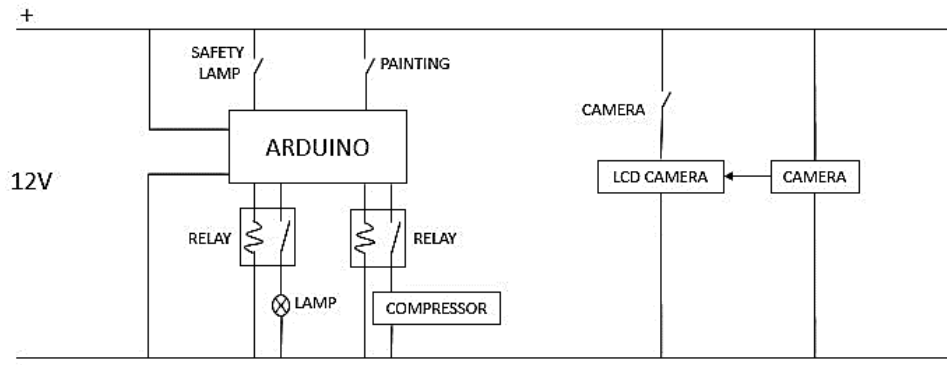 +
SAFETY
LAMP
PAINTING
CAMERA
ARDUINO
12V
LCD CAMERA
CAMERA
RELAY
RELAY
LAMP
COMPRESSOR